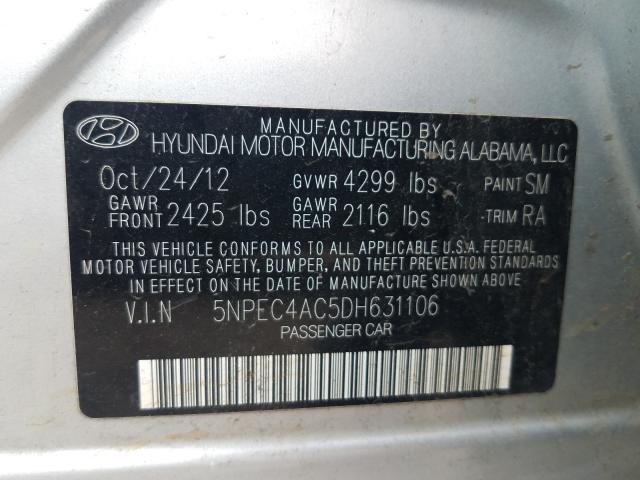 MANUFACTURED BY
HYUNDAI MOTOR MANUFACTURING ALABAMA, LLC
Oct/24/12 GVWR 4299 lbs PAINT SM
GAWR FRONT 2425 lbs GAWR REAR 2116 lbs -TRIM RA
THIS VEHICLE CONFORMS TO ALL APPLICABLE U.S.A. FEDERAL
MOTOR VEHICLE SAFETY, BUMPER, AND THEFT PREVENTION STANDARDS
IN EFFECT ON THE DATE OF MANUFACTURE SHOWN ABOVE
V.I.N 5NPEC4AC5DH631106
PASSENGER CAR